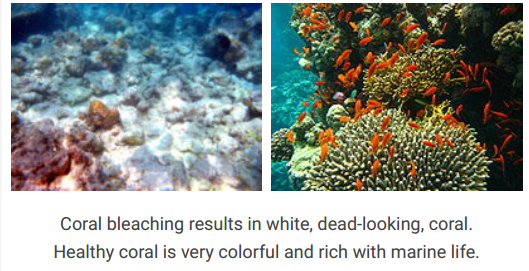 Coral bleaching results in white, dead-looking, coral.
Healthy coral is very colorful and rich with marine life.